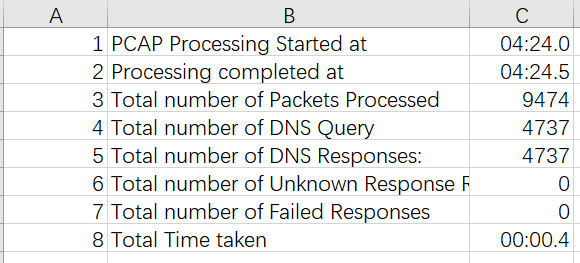 A B C
1 PCAP Processing Started at 04:24.0
2 Processing completed at 04:24.5
3 Total number of Packets Processed 9474
4 Total number of DNS Query 4737
5 Total number of DNS Responses: 4737
6 Total number of Unknown Response 0
7 Total number of Failed Responses 0
8 Total Time taken 00:00.4